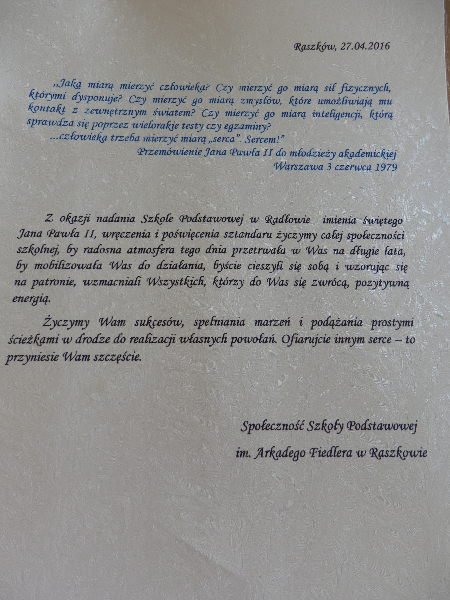 Raszków, 27.04.2016
„Jaką miarą mierzyć człowieka? Czy mierzyć go miarą sił fizycznych,
którymi dysponuje? Czy mierzyć go miarą zmysłów, które umożliwiają mu
kontakt z zewnętrznym światem? Czy mierzyć go miarą inteligencji, którą
sprawdza się poprzez wielorakie testy czy egzaminy?
...człowieka trzeba mierzyć miarą „serca". Sercem!"
Przemówienie Jana Pawła II do młodzieży akademickiej
Warszawa 3 czerwca 1979
Z okazji nadania Szkole Podstawowej w Radłowie imienia świętego
Jana Pawła II, wręczenia i poświęcenia sztandaru życzymy całej społeczności
szkolnej, by radosna atmosfera tego dnia przetrwała w Was na długie lata,
by mobilizowała Was do działania, byście cieszyli się sobą i wzorując się
na patronie, wzmacniali Wszystkich, którzy do Was się zwrócą, pozytywną
energią.
Życzymy Wam sukcesów, spełniania marzeń i podążania prostymi
ścieżkami w drodze do realizacji własnych powołań. Ofiarujcie innym serce – to
przyniesie Wam szczęście.
Społeczność Szkoły Podstawowej
im. Arkadego Fiedlera w Raszkowie